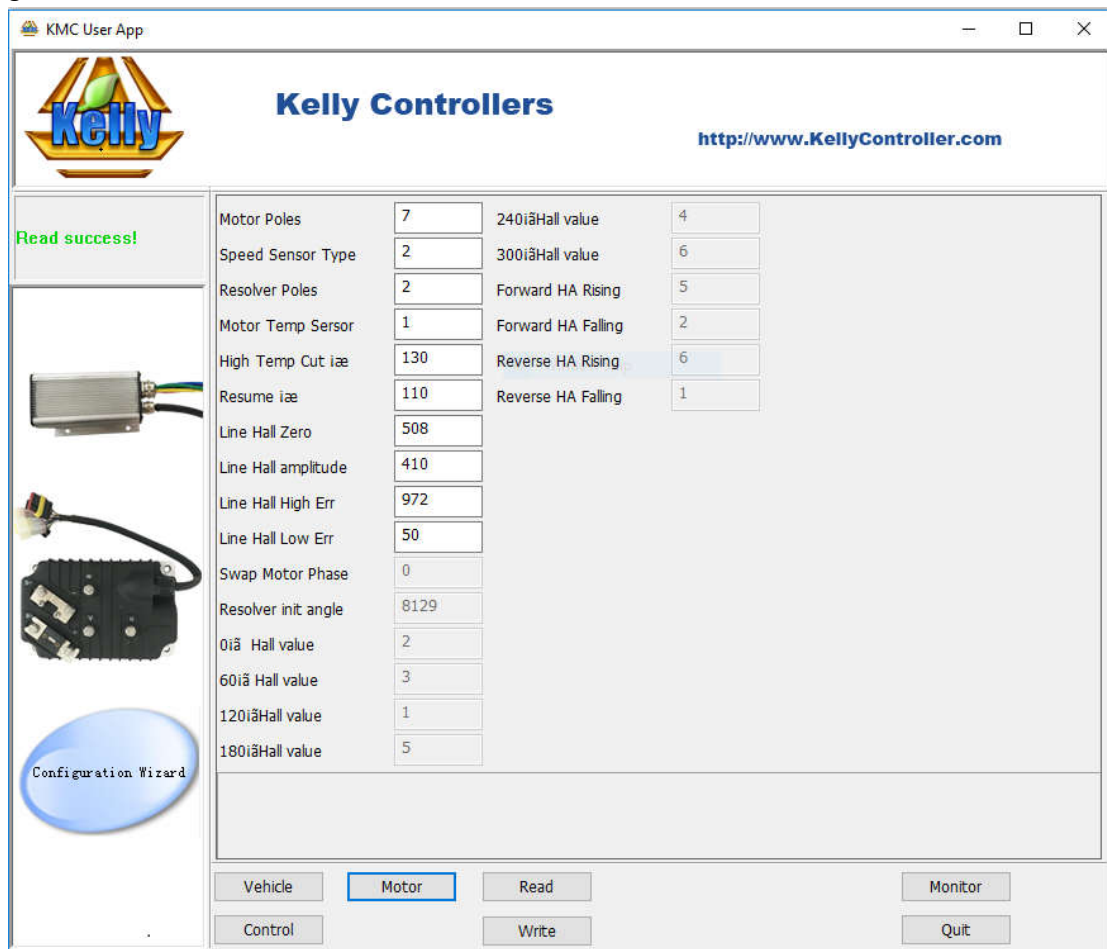 KMC User App
Kelly
Kelly Controllers
http://www.KellyController.com
Read success!
Configuration Wizard
Motor Poles 7 240iãHall value 4
Speed Sensor Type 2 300iãHall value 6
Resolver Poles 2 Forward HA Rising 5
Motor Temp Sersor 1 Forward HA Falling 2
High Temp Cut iæ 130 Reverse HA Rising 6
Resume iæ 110 Reverse HA Falling 1
Line Hall Zero 508
Line Hall amplitude 410
Line Hall High Err 972
Line Hall Low Err 50
Swap Motor Phase 0
Resolver init angle 8129
0iã Hall value 2
60iã Hall value 3
120iãHall value 1
180iãHall value 5
Vehicle Motor Read Monitor
Control Write Quit